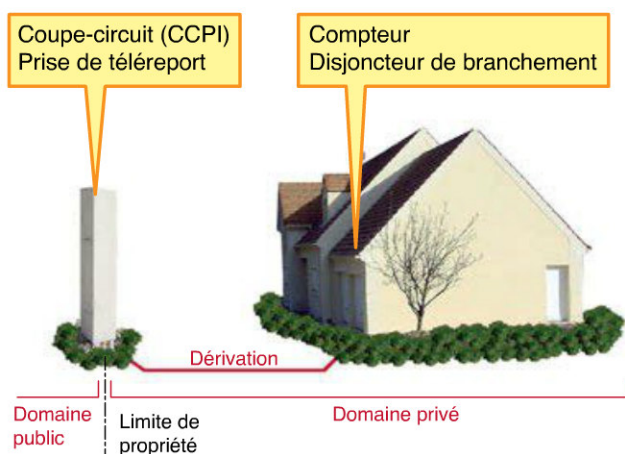 Coupe-circuit (CCPI)
Prise de téléreport
Compteur
Disjoncteur de branchement
Dérivation
Domaine
public
Limite de
propriété
Domaine privé